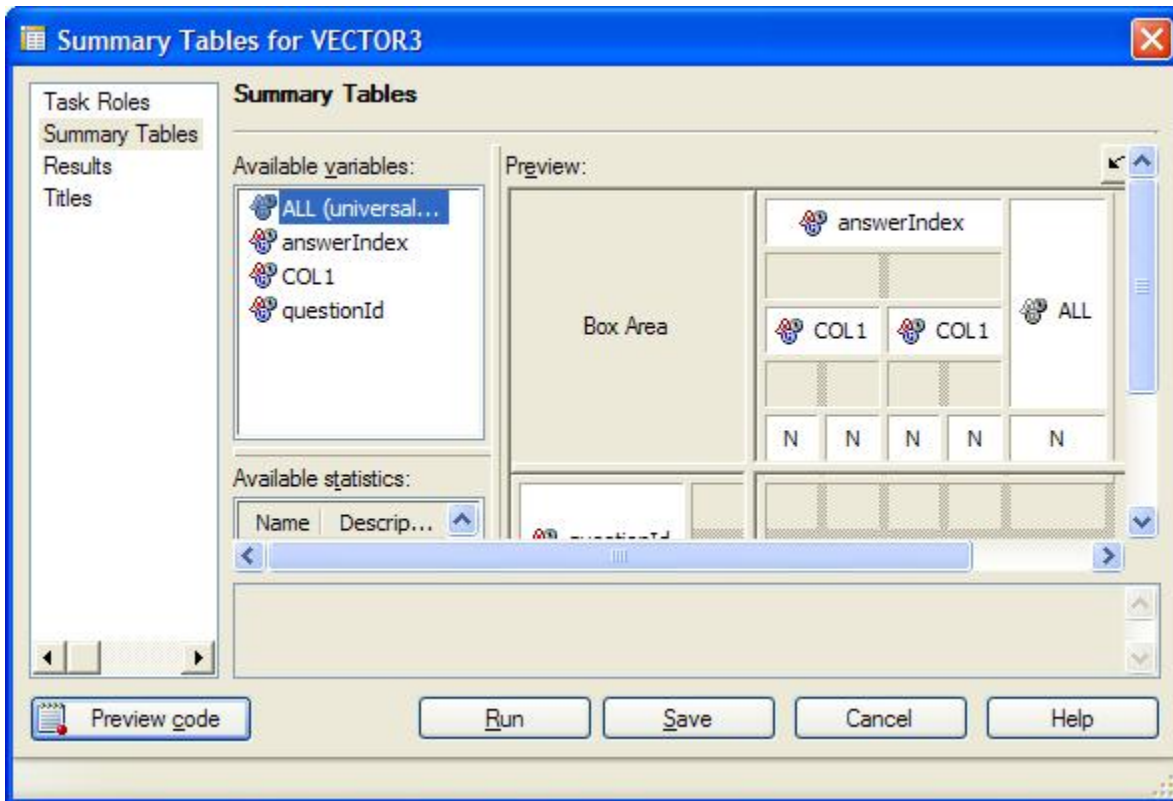 Summary Tables for VECTOR3
Task Roles
Summary Tables
Results
Titles
Summary Tables
Available variables:
ALL (universal...
answerIndex
COL1
questionId
Available statistics:
Name Descrip...
Preview:
Box Area
answerIndex
COL1 COL1
ALL
N N N N N
questionId
Preview code
Run
Save
Cancel
Help